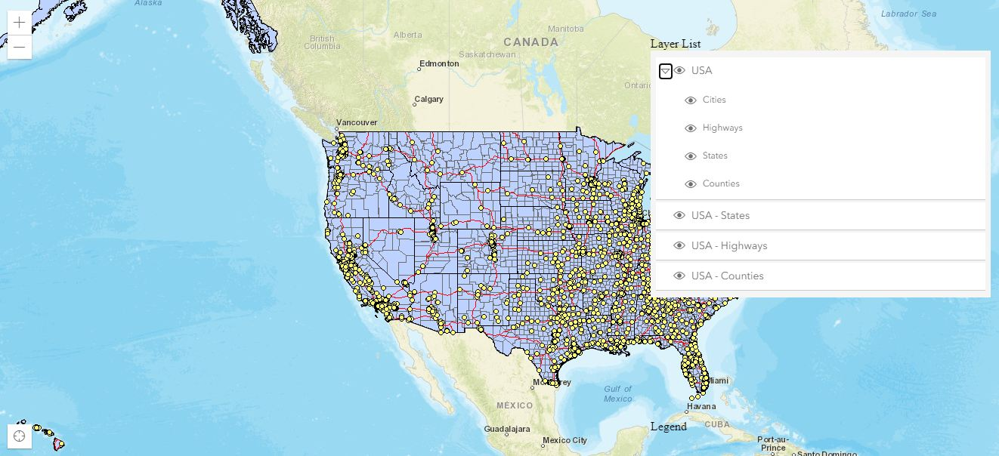 Alaska
Labrador Sea
British
Columbia
Alberta
Manitoba
CANADA
Saskatchewan
Edmonton
Ontario
Calgary
Vancouver
Layer List
USA
Cities
Highways
States
Counties
USA - States
USA - Highways
USA - Counties
Miami
Gulf of
Mexico
MÉXICO
Havana
CUBA
Legend
Guadalajara
Mexico City
Port-au-
Prince
Santo Domingo